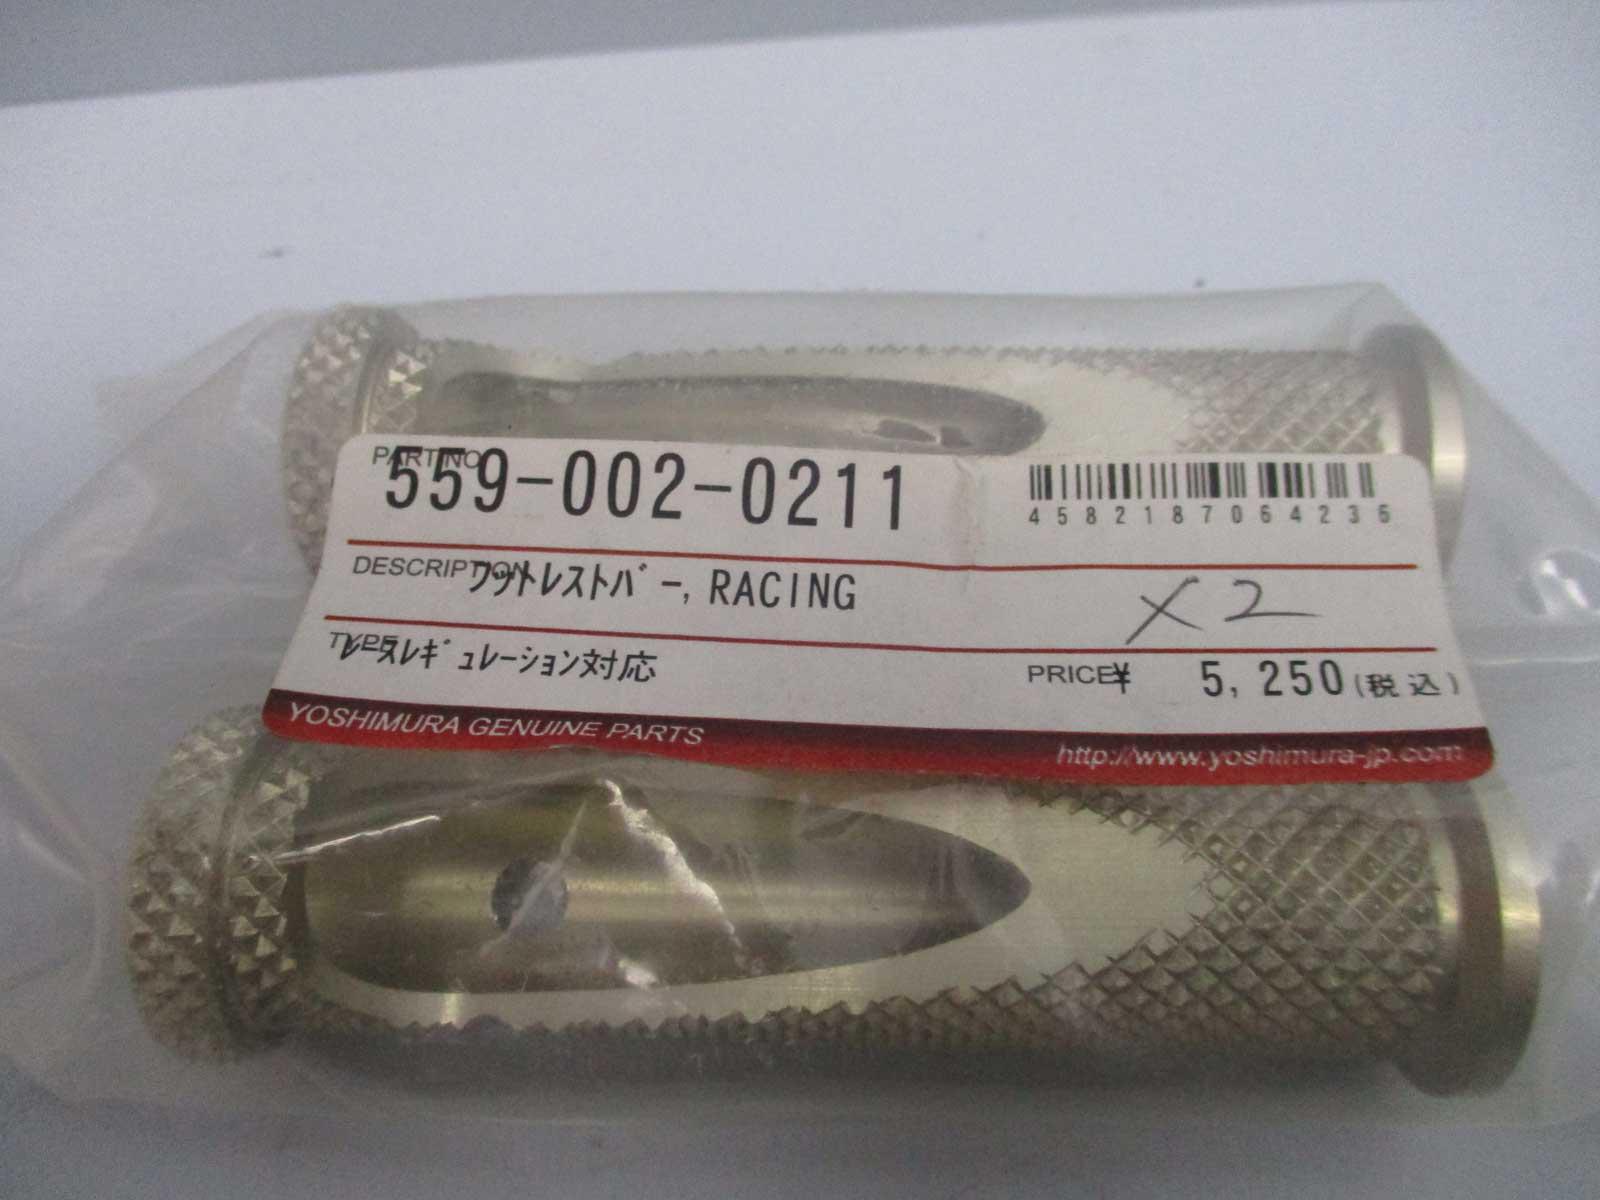 PART NO
559-002-0211
4582187064236
DESCRIPTION
フットレストバー, RACING
×2
TYPE
レースレギュレーション対応
PRICE ¥ 5,250(税込)
YOSHIMURA GENUINE PARTS
http://www.yoshimura-jp.com